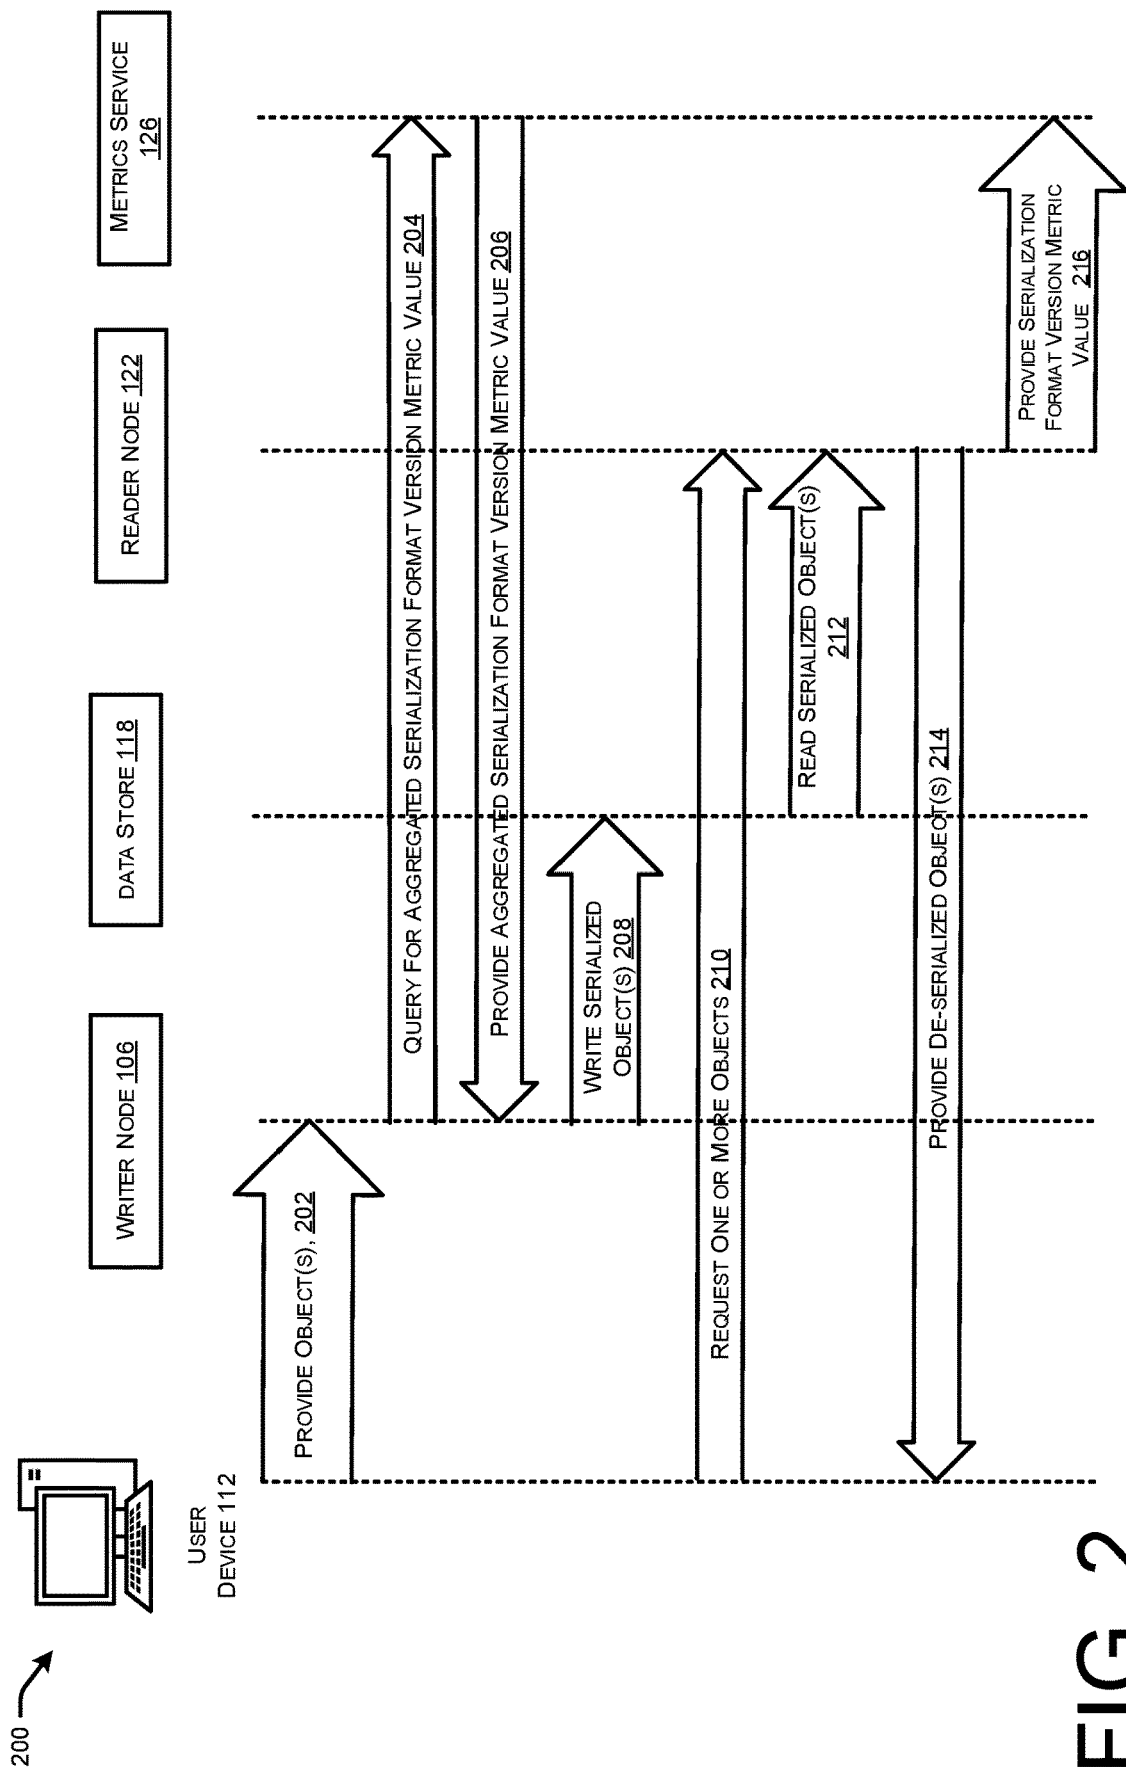 200
USER
DEVICE 112
WRITER NODE 106
DATA STORE 118
READER NODE 122
METRICS SERVICE
126
PROVIDE OBJECT(S), 202
QUERY FOR AGGREGATED SERIALIZATION FORMAT VERSION METRIC VALUE 204
PROVIDE AGGREGATED SERIALIZATION FORMAT VERSION METRIC VALUE 206
WRITE SERIALIZED
OBJECT(S) 208
REQUEST ONE OR MORE OBJECTS 210
READ SERIALIZED OBJECT(S)
212
PROVIDE DE-SERIALIZED OBJECT(S) 214
PROVIDE SERIALIZATION
FORMAT VERSION METRIC
VALUE 216
FIG. 2